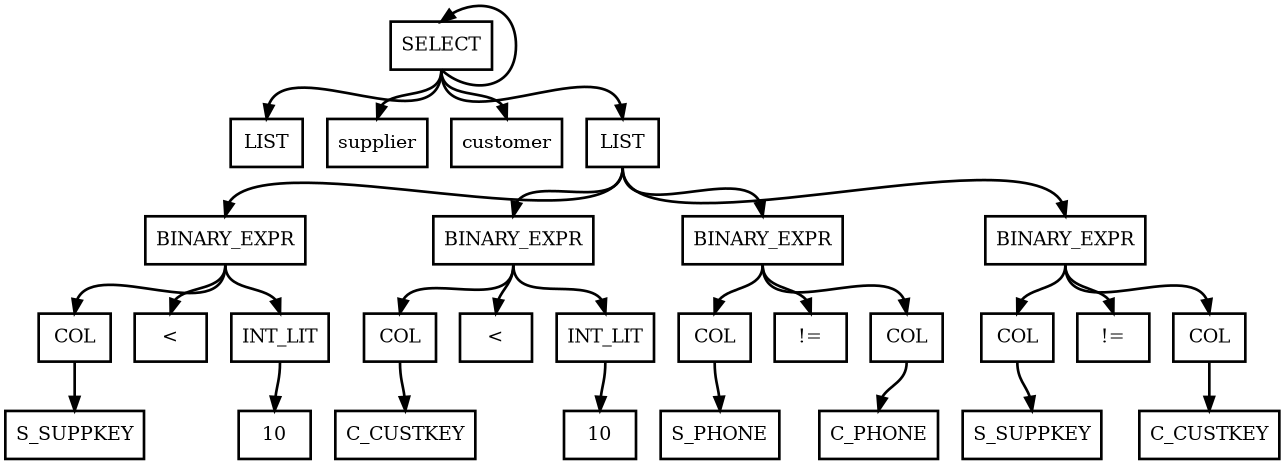 SELECT
LIST
supplier
customer
LIST
BINARY_EXPR
BINARY_EXPR
BINARY_EXPR
BINARY_EXPR
COL
<
INT_LIT
COL
<
INT_LIT
COL
!=
COL
COL
!=
COL
S_SUPPKEY
10
C_CUSTKEY
10
S_PHONE
C_PHONE
S_SUPPKEY
C_CUSTKEY